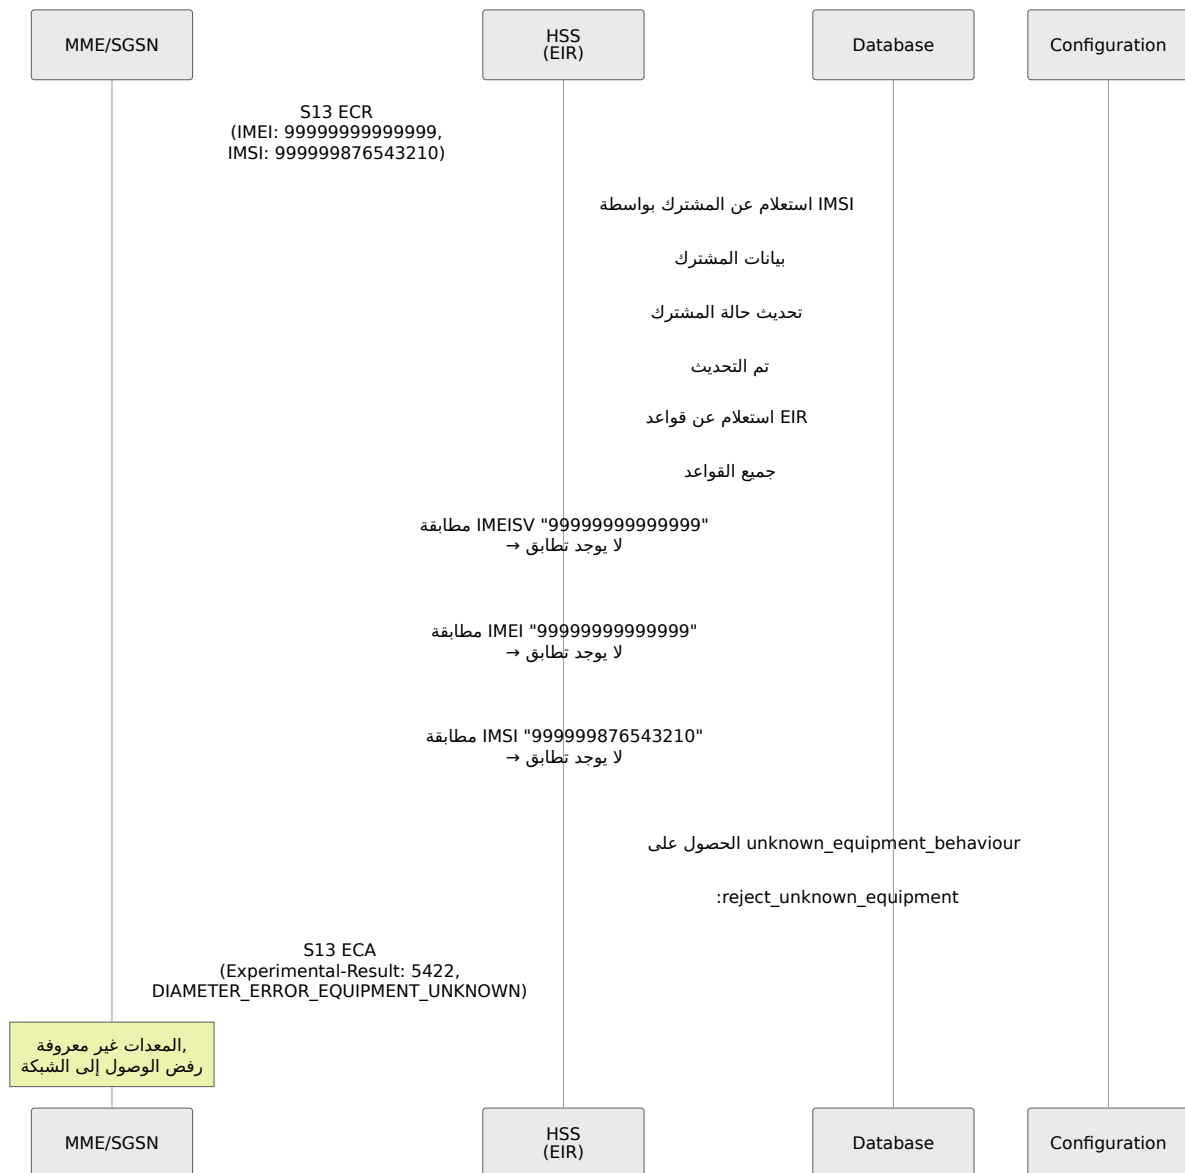 MME/SGSN
HSS
(EIR)
Database
Configuration
S13 ECR
(IMEI: 99999999999999,
IMSI: 999999876543210)
استعلام عن المشترك بواسطة IMSI
بيانات المشترك
تحديث حالة المشترك
تم التحديث
استعلام عن قواعد EIR
جميع القواعد
مطابقة IMEISV "99999999999999"
→ لا يوجد تطابق
مطابقة IMEI "99999999999999"
→ لا يوجد تطابق
مطابقة IMSI "999999876543210"
→ لا يوجد تطابق
الحصول على unknown_equipment_behaviour
:reject_unknown_equipment
S13 ECA
(Experimental-Result: 5422,
DIAMETER_ERROR_EQUIPMENT_UNKNOWN)
المعدات غير معروفة,
رفض الوصول إلى الشبكة
MME/SGSN
HSS
(EIR)
Database
Configuration